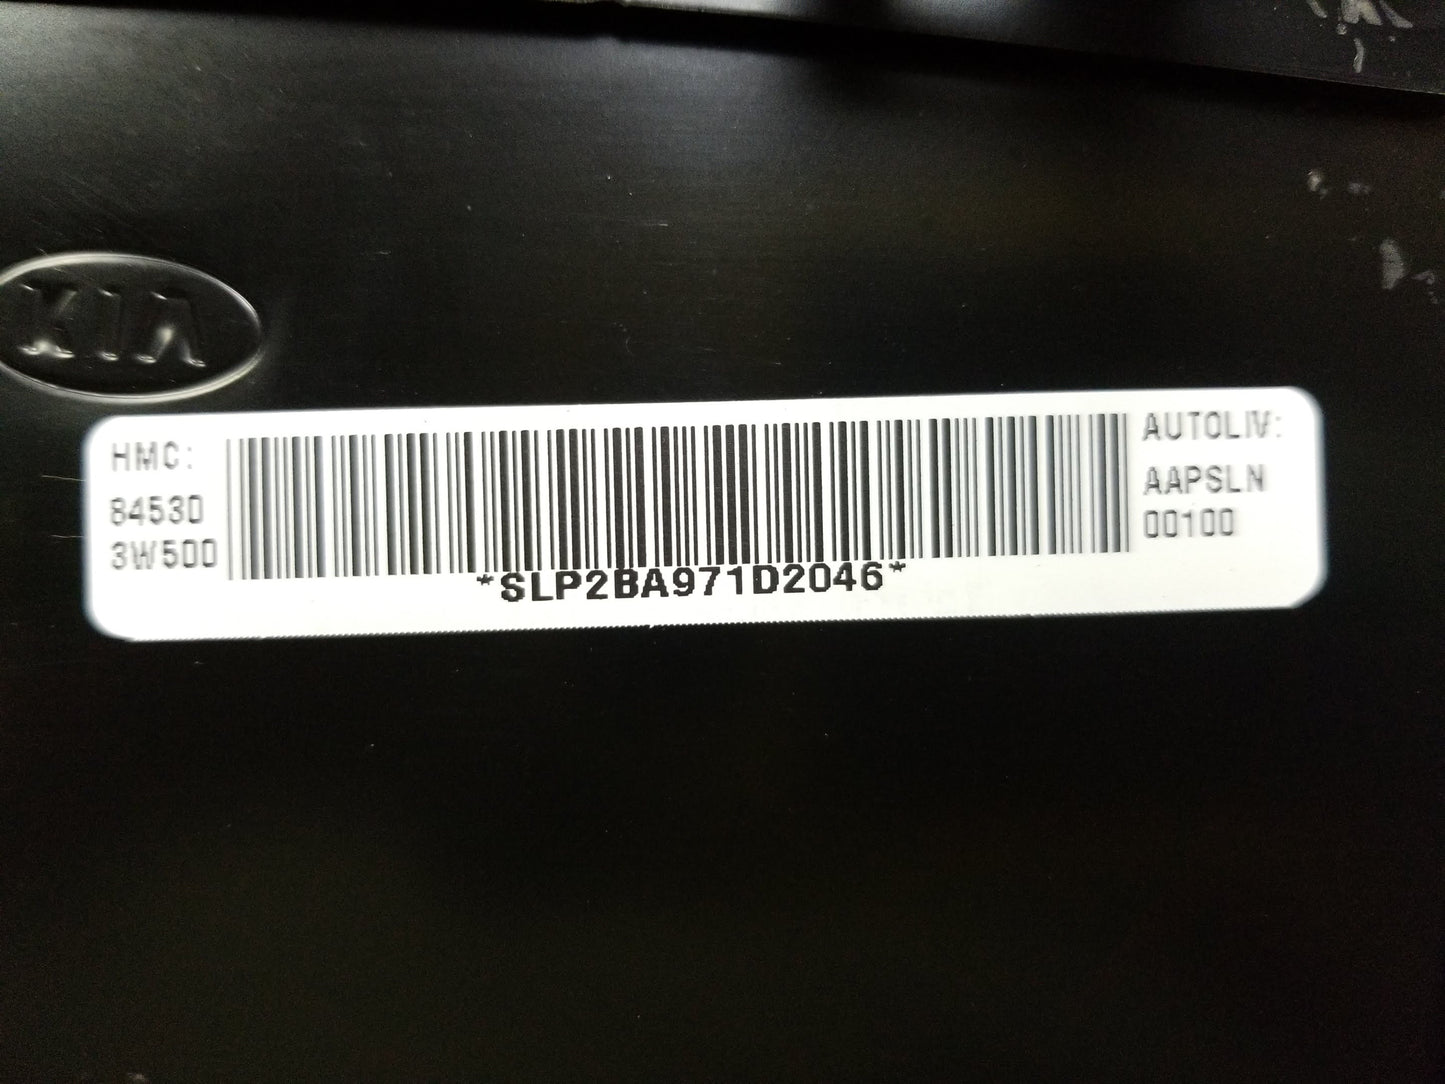 KIA
HMC:
84530
3W500
*SLP2BA971D2046*
AUTOLIV:
AAPSLN
00100